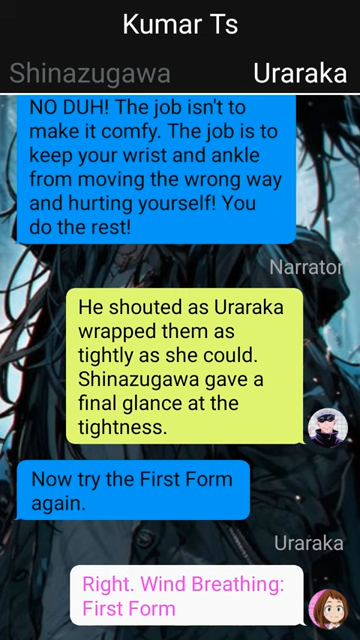 Kumar Ts
Shinazugawa
Uraraka
NO DUH! The job isn't to
make it comfy. The job is to
keep your wrist and ankle
from moving the wrong way
and hurting yourself! You
do the rest!
Narrator
He shouted as Uraraka
wrapped them as
tightly as she could.
Shinazugawa gave a
final glance at the
tightness.
Now try the First Form
again.
Uraraka
Right. Wind Breathing:
First Form